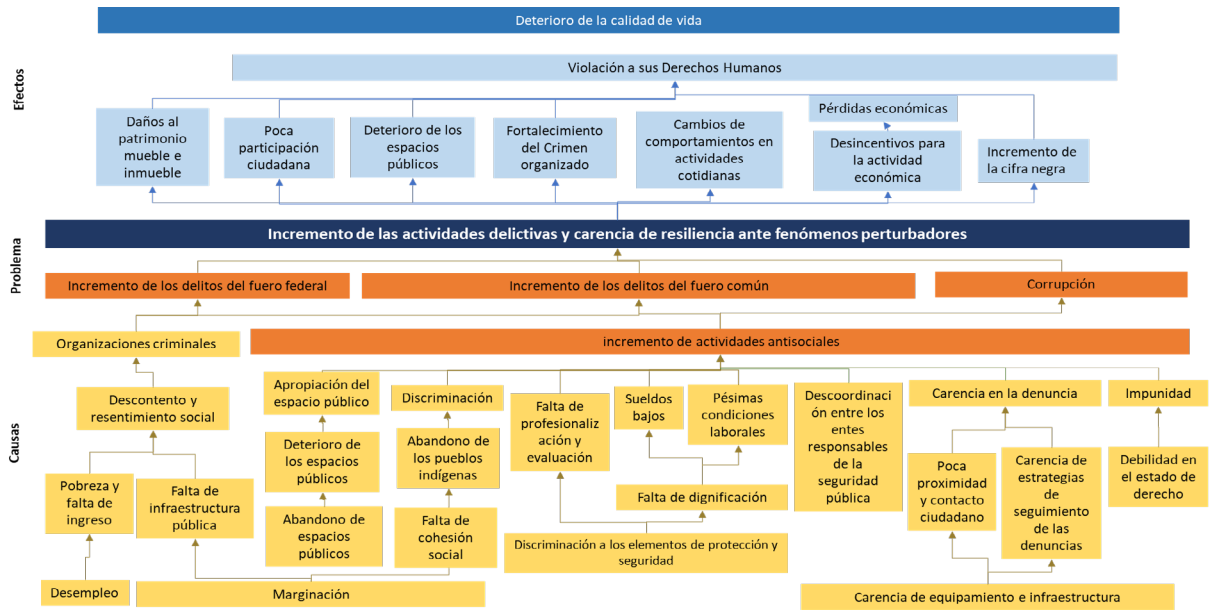 Deterioro de la calidad de vida
Efectos
Violación a sus Derechos Humanos
Daños al
patrimonio
mueble e
inmueble
Poca
participación
ciudadana
Deterioro de los
espacios
públicos
Fortalecimiento
del Crimen
organizado
Cambios de
comportamientos en
actividades
cotidianas
Pérdidas económicas
Desincentivos para
la actividad
económica
Incremento de
la cifra negra
Problema
Incremento de las actividades delictivas y carencia de resiliencia ante fenómenos perturbadores
Incremento de los delitos del fuero federal
Incremento de los delitos del fuero común
Corrupción
Causas
Organizaciones criminales
incremento de actividades antisociales
Descontento y
resentimiento social
Pobreza y
falta de
ingreso
Falta de
infraestructura
pública
Desempleo
Marginación
Apropiación del
espacio público
Deterioro de
los espacios
públicos
Abandono de
espacios
públicos
Discriminación
Abandono de
los pueblos
indígenas
Falta de
cohesión
social
Falta de
profesionaliz
ación y
evaluación
Sueldos
bajos
Pésimas
condiciones
laborales
Falta de dignificación
Discriminación a los elementos de protección y
seguridad
Descoordinaci
ón entre los
entes
responsables
de la
seguridad
pública
Carencia en la denuncia
Poca
proximidad
y contacto
ciudadano
Carencia de
estrategias
de
seguimiento
de las
denuncias
Carencia de equipamiento e infraestructura
Impunidad
Debilidad en
el estado de
derecho